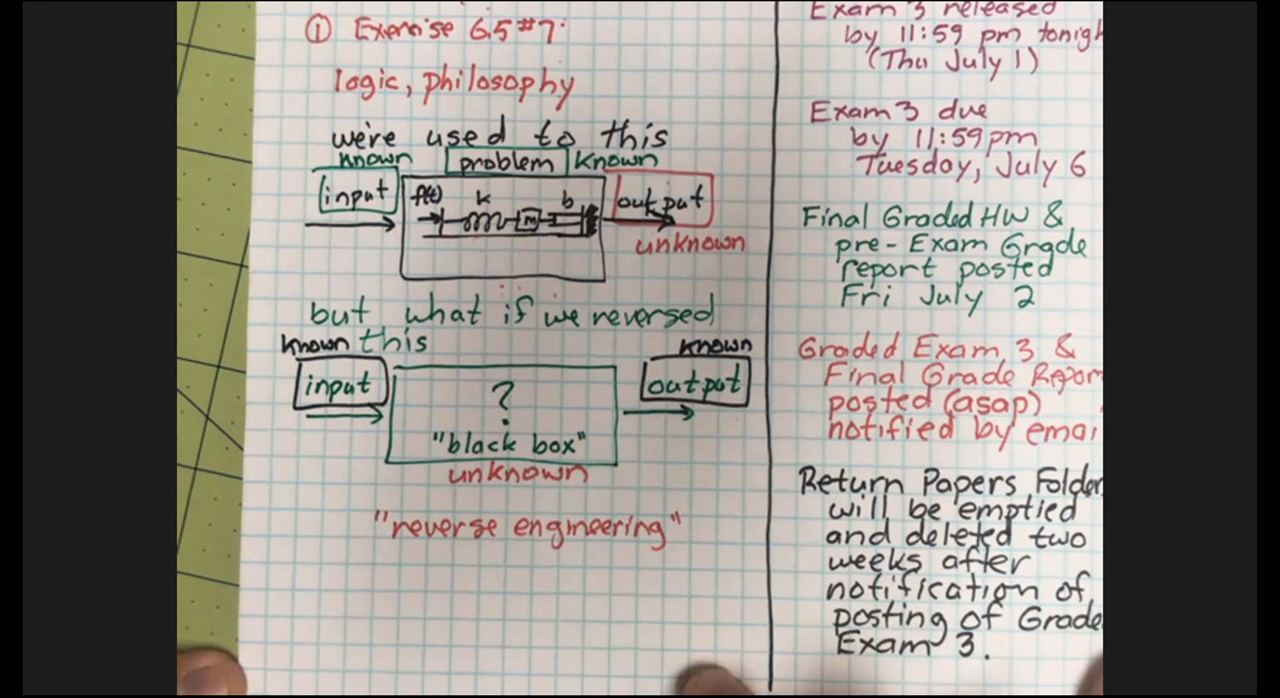 ① Exercise 6.5 #7:
logic, philosophy
we're used to this
known problem known
input f(t) k m b output
unknown
but what if we reversed
known this known
input ? output
"black box"
unknown
"reverse engineering"
Exam 3 released
by 11:59 pm tonigh
(Thu July 1)
Exam 3 due
by 11:59pm
Tuesday, July 6
Final Graded HW &
pre-Exam Grade
report posted
Fri July 2
Graded Exam 3 &
Final Grade Repor
posted (asap)
notified by emai
Return Papers Folder
will be emptied
and deleted two
weeks after
notification of
posting of Grade
Exam 3.